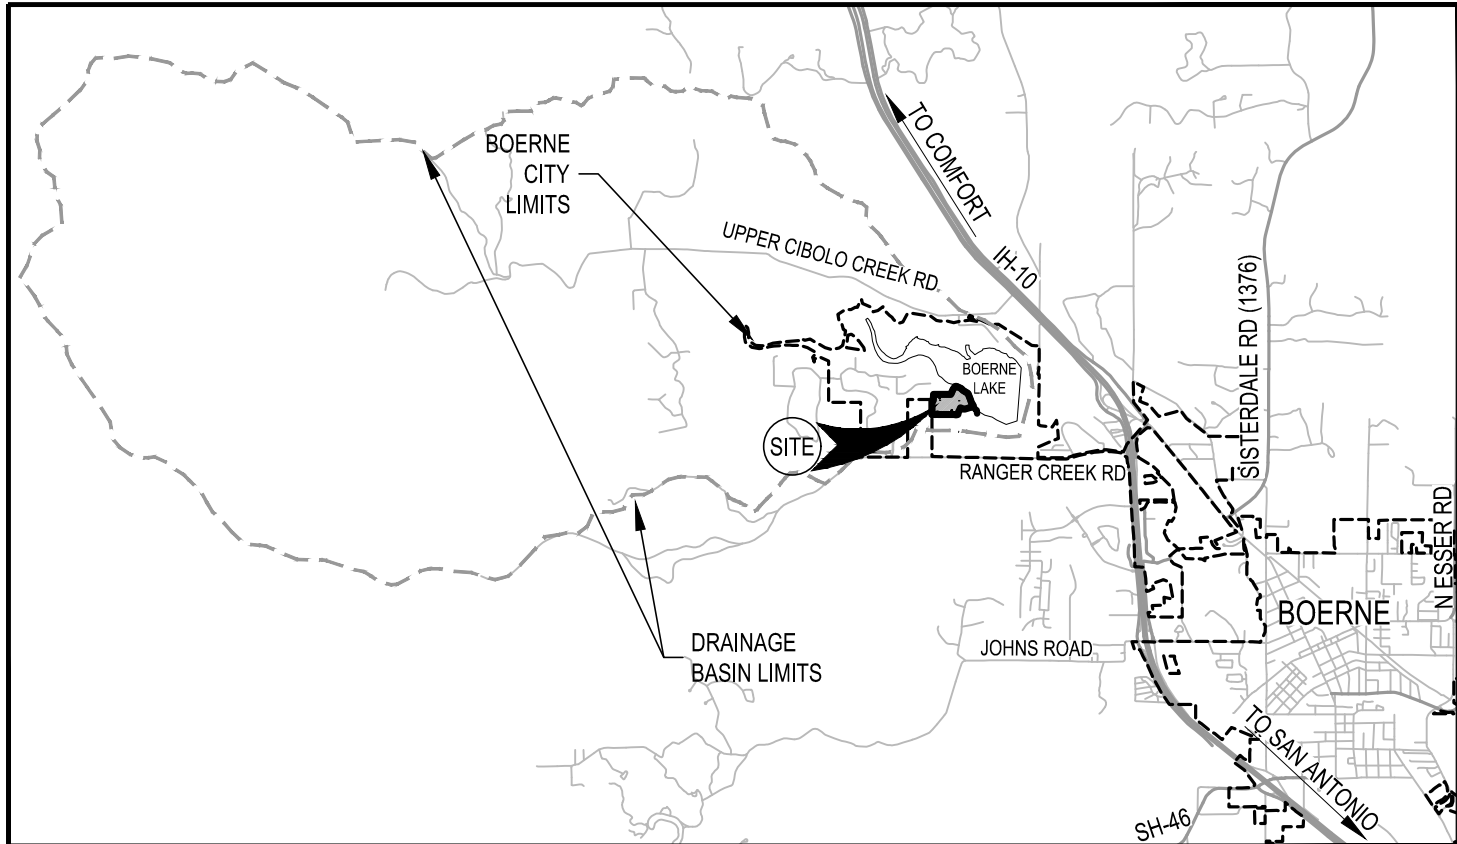 BOERNE
CITY
LIMITS
TO COMFORT
UPPER CIBOLO CREEK RD
IH-10
SISTERDALE RD (1376)
BOERNE
LAKE
SITE
RANGER CREEK RD
N ESSER RD
BOERNE
DRAINAGE
BASIN LIMITS
JOHNS ROAD
TO SAN ANTONIO
SH-46